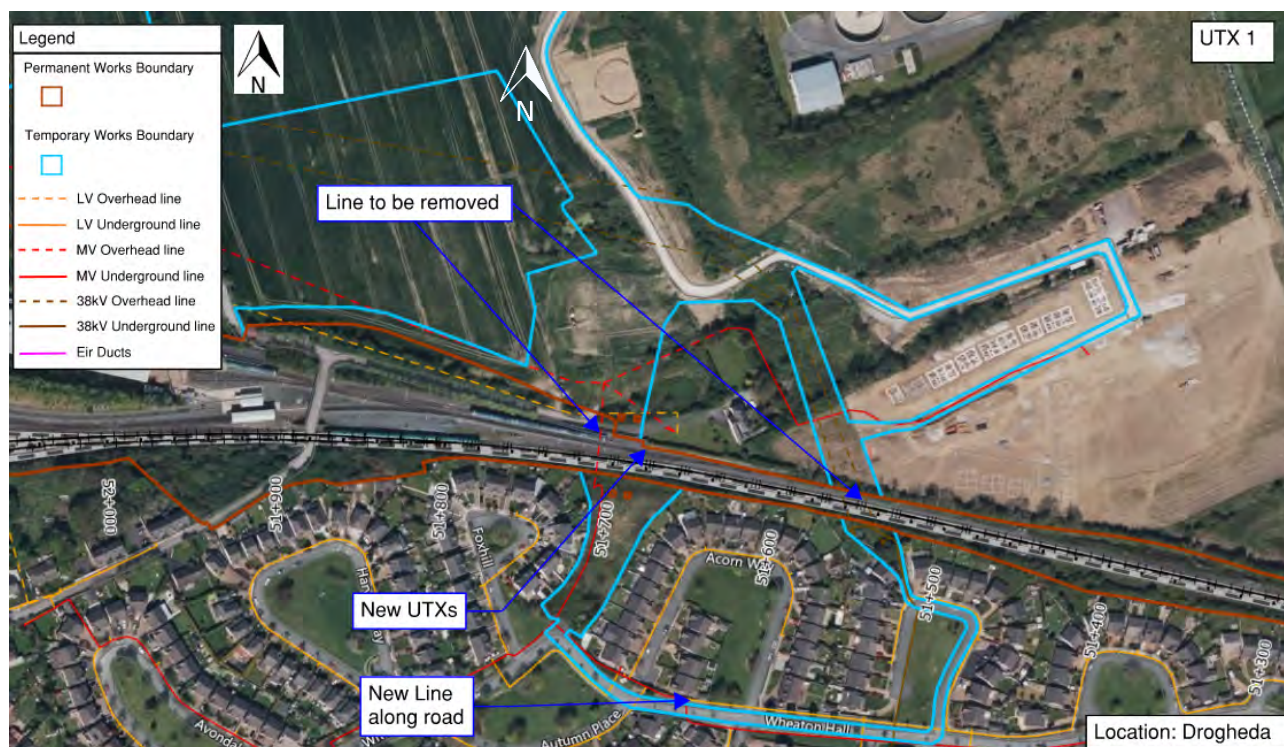 Legend
Permanent Works Boundary
Temporary Works Boundary
LV Overhead line
LV Underground line
MV Overhead line
MV Underground line
38kV Overhead line
38kV Underground line
Eir Ducts
N
N
UTX 1
Line to be removed
52+000
51+900
51+800
51+700
51+600
51+500
51+400
51+300
Foxhill
Acorn
New UTXs
New Line
along road
Autumn Place
Wheaton Hall
Avondal
Location: Drogheda